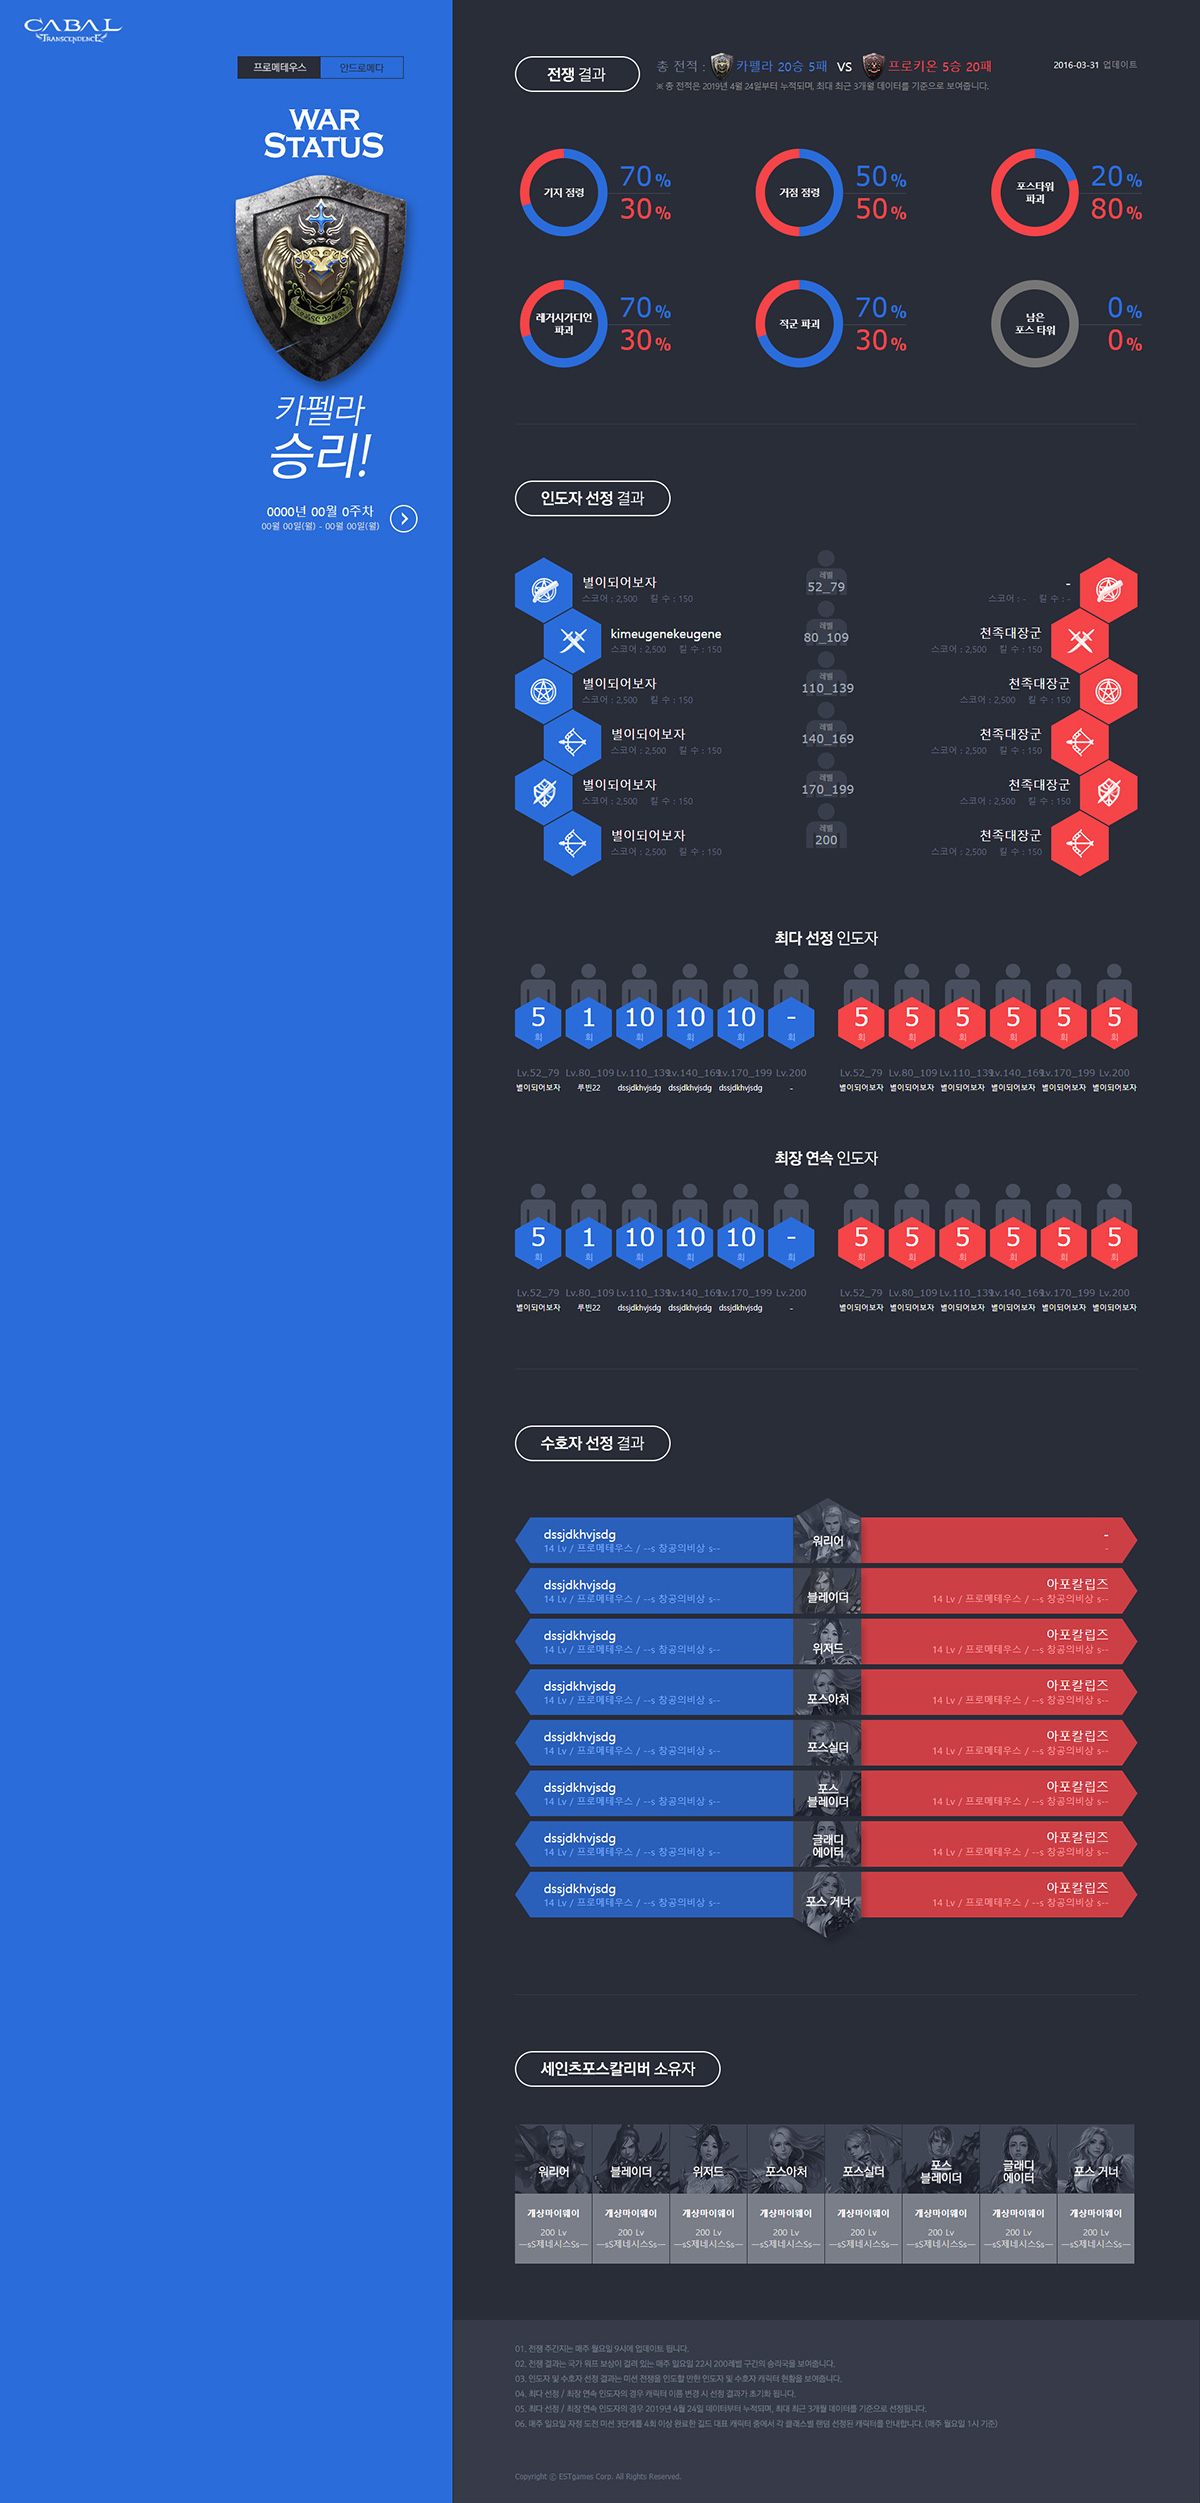 CABAL
TRANSCENDENCE
프로메테우스 안드로메다
WAR
STATUS
카펠라
승리!
0000년 00월 0주차
00월 00일(월) - 00월 00일(월)
전쟁 결과
총 전적 : 카펠라 20승 5패 VS 프로키온 5승 20패
2016-03-31 업데이트
※ 총 전적은 2019년 4월 24일부터 누적되며, 최대 최근 3개월 데이터를 기준으로 보여줍니다.
기지 점령 70% 30%
거점 점령 50% 50%
포스타워 파괴 20% 80%
레거시가디언 파괴 70% 30%
적군 파괴 70% 30%
남은 포스 타워 0% 0%
인도자 선정 결과
별이되어보자 레벨 -
스코어 : 2,500 킬 수 : 150 52_79 스코어 : - 킬 수 : -
kimeugenekeugene 레벨 천족대장군
스코어 : 2,500 킬 수 : 150 80_109 스코어 : 2,500 킬 수 : 150
별이되어보자 레벨 천족대장군
스코어 : 2,500 킬 수 : 150 110_139 스코어 : 2,500 킬 수 : 150
별이되어보자 레벨 천족대장군
스코어 : 2,500 킬 수 : 150 140_169 스코어 : 2,500 킬 수 : 150
별이되어보자 레벨 천족대장군
스코어 : 2,500 킬 수 : 150 170_199 스코어 : 2,500 킬 수 : 150
별이되어보자 레벨 천족대장군
스코어 : 2,500 킬 수 : 150 200 스코어 : 2,500 킬 수 : 150
최다 선정 인도자
5 1 10 10 10 - 5 5 5 5 5 5
회 회 회 회 회 회 회 회 회 회 회 회
Lv.52_79 Lv.80_109 Lv.110_139 Lv.140_169 Lv.170_199 Lv.200 Lv.52_79 Lv.80_109 Lv.110_139 Lv.140_169 Lv.170_199 Lv.200
별이되어보자 루빈22 dssjdkhvjsdg dssjdkhvjsdg dssjdkhvjsdg - 별이되어보자 별이되어보자 별이되어보자 별이되어보자 별이되어보자 별이되어보자
최장 연속 인도자
5 1 10 10 10 - 5 5 5 5 5 5
회 회 회 회 회 회 회 회 회 회 회 회
Lv.52_79 Lv.80_109 Lv.110_139 Lv.140_169 Lv.170_199 Lv.200 Lv.52_79 Lv.80_109 Lv.110_139 Lv.140_169 Lv.170_199 Lv.200
별이되어보자 루빈22 dssjdkhvjsdg dssjdkhvjsdg dssjdkhvjsdg - 별이되어보자 별이되어보자 별이되어보자 별이되어보자 별이되어보자 별이되어보자
수호자 선정 결과
dssjdkhvjsdg 워리어 -
14 Lv / 프로메테우스 / --s 창공의비상 s-- -
dssjdkhvjsdg 블레이더 아포칼립즈
14 Lv / 프로메테우스 / --s 창공의비상 s-- 14 Lv / 프로메테우스 / --s 창공의비상 s--
dssjdkhvjsdg 위저드 아포칼립즈
14 Lv / 프로메테우스 / --s 창공의비상 s-- 14 Lv / 프로메테우스 / --s 창공의비상 s--
dssjdkhvjsdg 포스아처 아포칼립즈
14 Lv / 프로메테우스 / --s 창공의비상 s-- 14 Lv / 프로메테우스 / --s 창공의비상 s--
dssjdkhvjsdg 포스실더 아포칼립즈
14 Lv / 프로메테우스 / --s 창공의비상 s-- 14 Lv / 프로메테우스 / --s 창공의비상 s--
dssjdkhvjsdg 포스 블레이더 아포칼립즈
14 Lv / 프로메테우스 / --s 창공의비상 s-- 14 Lv / 프로메테우스 / --s 창공의비상 s--
dssjdkhvjsdg 글래디 에이터 아포칼립즈
14 Lv / 프로메테우스 / --s 창공의비상 s-- 14 Lv / 프로메테우스 / --s 창공의비상 s--
dssjdkhvjsdg 포스 거너 아포칼립즈
14 Lv / 프로메테우스 / --s 창공의비상 s-- 14 Lv / 프로메테우스 / --s 창공의비상 s--
세인츠포스칼리버 소유자
워리어 블레이더 위저드 포스아처 포스실더 포스 블레이더 글래디 에이터 포스 거너
개샹마이웨이 개샹마이웨이 개샹마이웨이 개샹마이웨이 개샹마이웨이 개샹마이웨이 개샹마이웨이 개샹마이웨이
200 Lv 200 Lv 200 Lv 200 Lv 200 Lv 200 Lv 200 Lv 200 Lv
―sS제네시스Ss― ―sS제네시스Ss― ―sS제네시스Ss― ―sS제네시스Ss― ―sS제네시스Ss― ―sS제네시스Ss― ―sS제네시스Ss― ―sS제네시스Ss―
01. 전쟁 주간지는 매주 월요일 9시에 업데이트 됩니다.
02. 전쟁 결과는 국가 워프 보상이 걸려 있는 매주 일요일 22시 200레벨 구간의 승리국을 보여줍니다.
03. 인도자 및 수호자 선정 결과는 미션 전쟁을 인도할 만한 인도자 및 수호자 캐릭터 현황을 보여줍니다.
04. 최다 선정 / 최장 연속 인도자의 경우 캐릭터 이름 변경 시 선정 결과가 초기화 됩니다.
05. 최다 선정 / 최장 연속 인도자의 경우 2019년 4월 24일 데이터부터 누적되며, 최대 최근 3개월 데이터를 기준으로 선정됩니다.
06. 매주 일요일 자정 도전 미션 3단계를 4회 이상 완료한 길드 대표 캐릭터 중에서 각 클래스별 랜덤 선정된 캐릭터를 안내합니다. (매주 월요일 1시 기준)
Copyright ⓒ ESTgames Corp. All Rights Reserved.